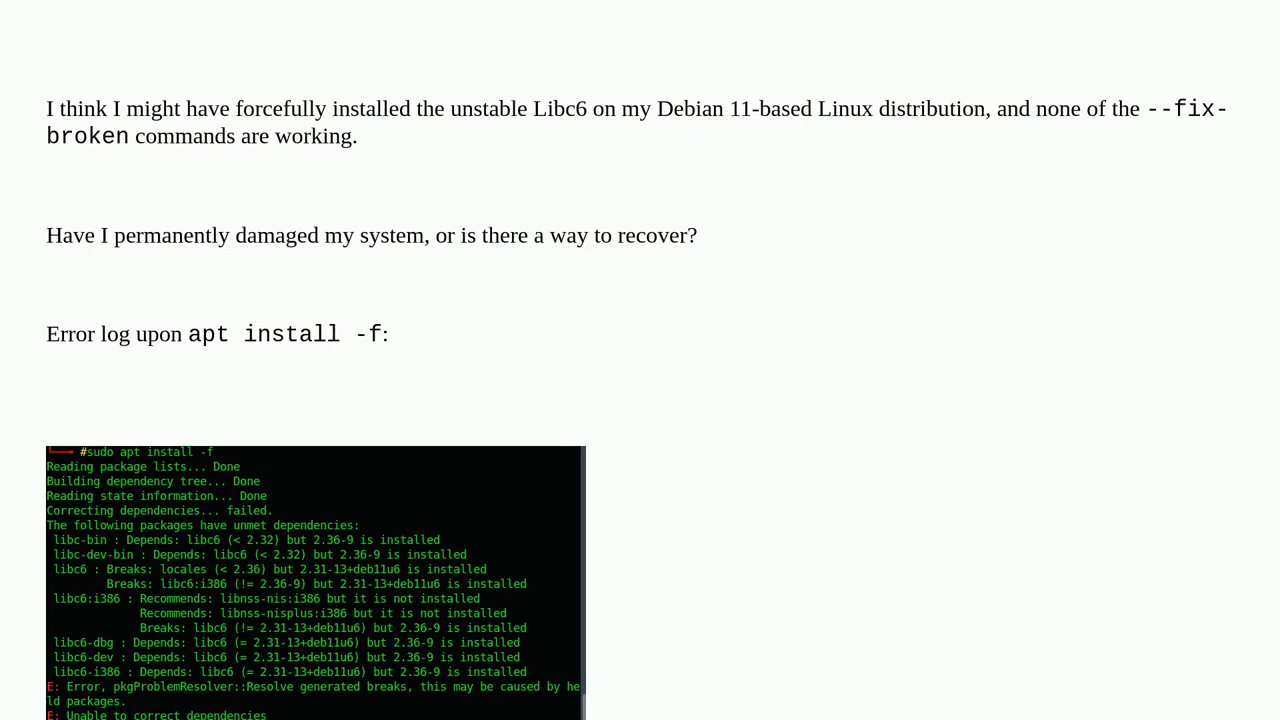 I think I might have forcefully installed the unstable Libc6 on my Debian 11-based Linux distribution, and none of the --fix-
broken commands are working.
Have I permanently damaged my system, or is there a way to recover?
Error log upon apt install -f:
#sudo apt install -f
Reading package lists... Done
Building dependency tree... Done
Reading state information... Done
Correcting dependencies... failed.
The following packages have unmet dependencies:
libc-bin : Depends: libc6 (< 2.32) but 2.36-9 is installed
libc-dev-bin : Depends: libc6 (< 2.32) but 2.36-9 is installed
libc6 : Breaks: locales (< 2.36) but 2.31-13+deb11u6 is installed
Breaks: libc6:i386 (!= 2.36-9) but 2.31-13+deb11u6 is installed
libc6:i386 : Recommends: libnss-nis:i386 but it is not installed
Recommends: libnss-nisplus:i386 but it is not installed
Breaks: libc6 (!= 2.31-13+deb11u6) but 2.36-9 is installed
libc6-dbg : Depends: libc6 (= 2.31-13+deb11u6) but 2.36-9 is installed
libc6-dev : Depends: libc6 (= 2.31-13+deb11u6) but 2.36-9 is installed
libc6-i386 : Depends: libc6 (= 2.31-13+deb11u6) but 2.36-9 is installed
E: Error, pkgProblemResolver::Resolve generated breaks, this may be caused by he
ld packages.
E: Unable to correct dependencies